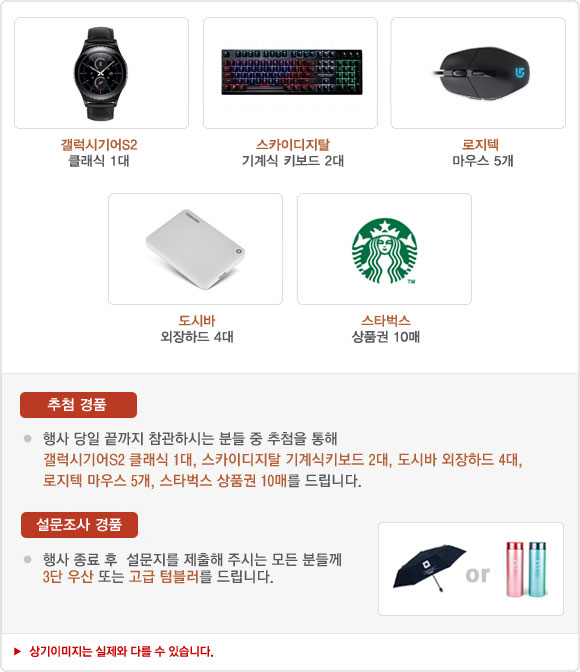 갤럭시기어S2
클래식 1대
스카이디지탈
기계식 키보드 2대
로지텍
마우스 5개
도시바
외장하드 4대
TM
스타벅스
상품권 10매
추첨 경품
행사 당일 끝까지 참관하시는 분들 중 추첨을 통해
갤럭시기어S2 클래식 1대, 스카이디지탈 기계식키보드 2대, 도시바 외장하드 4대,
로지텍 마우스 5개, 스타벅스 상품권 10매를 드립니다.
설문조사 경품
행사 종료 후 설문지를 제출해 주시는 모든 분들께
3단 우산 또는 고급 텀블러를 드립니다.
or
상기이미지는 실제와 다를 수 있습니다.